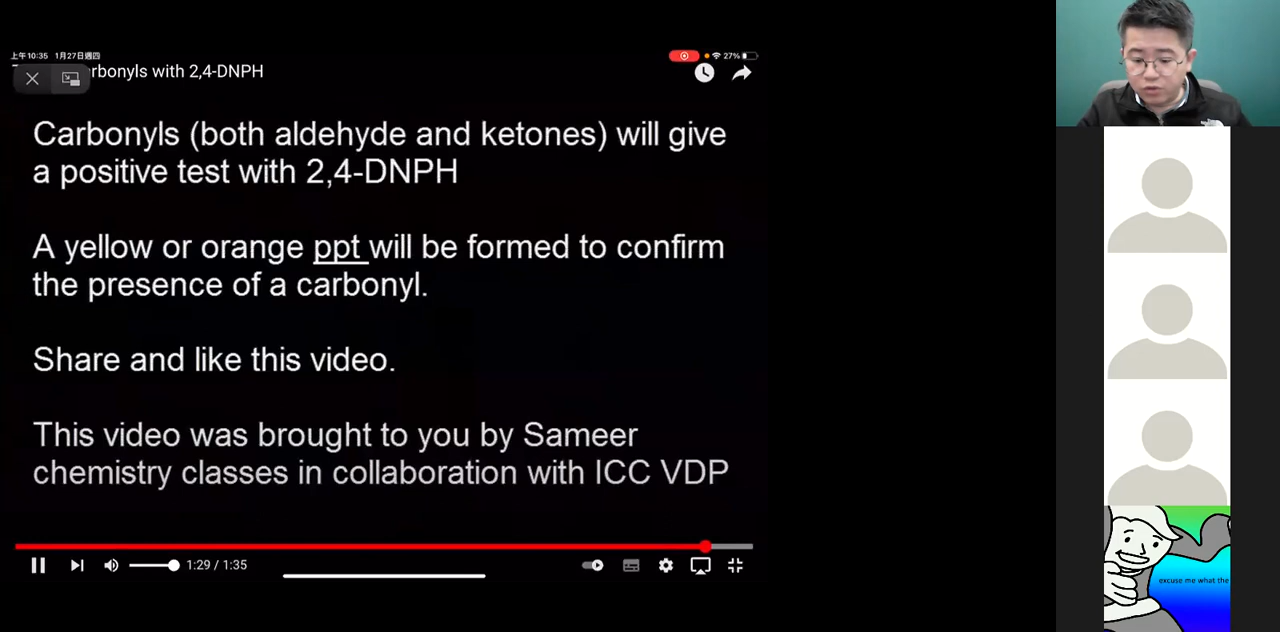 上午10:35 1月27日週四
27%
rbonyls with 2,4-DNPH
Carbonyls (both aldehyde and ketones) will give
a positive test with 2,4-DNPH
A yellow or orange ppt will be formed to confirm
the presence of a carbonyl.
Share and like this video.
This video was brought to you by Sameer
chemistry classes in collaboration with ICC VDP
1:29 / 1:35
excuse me what the